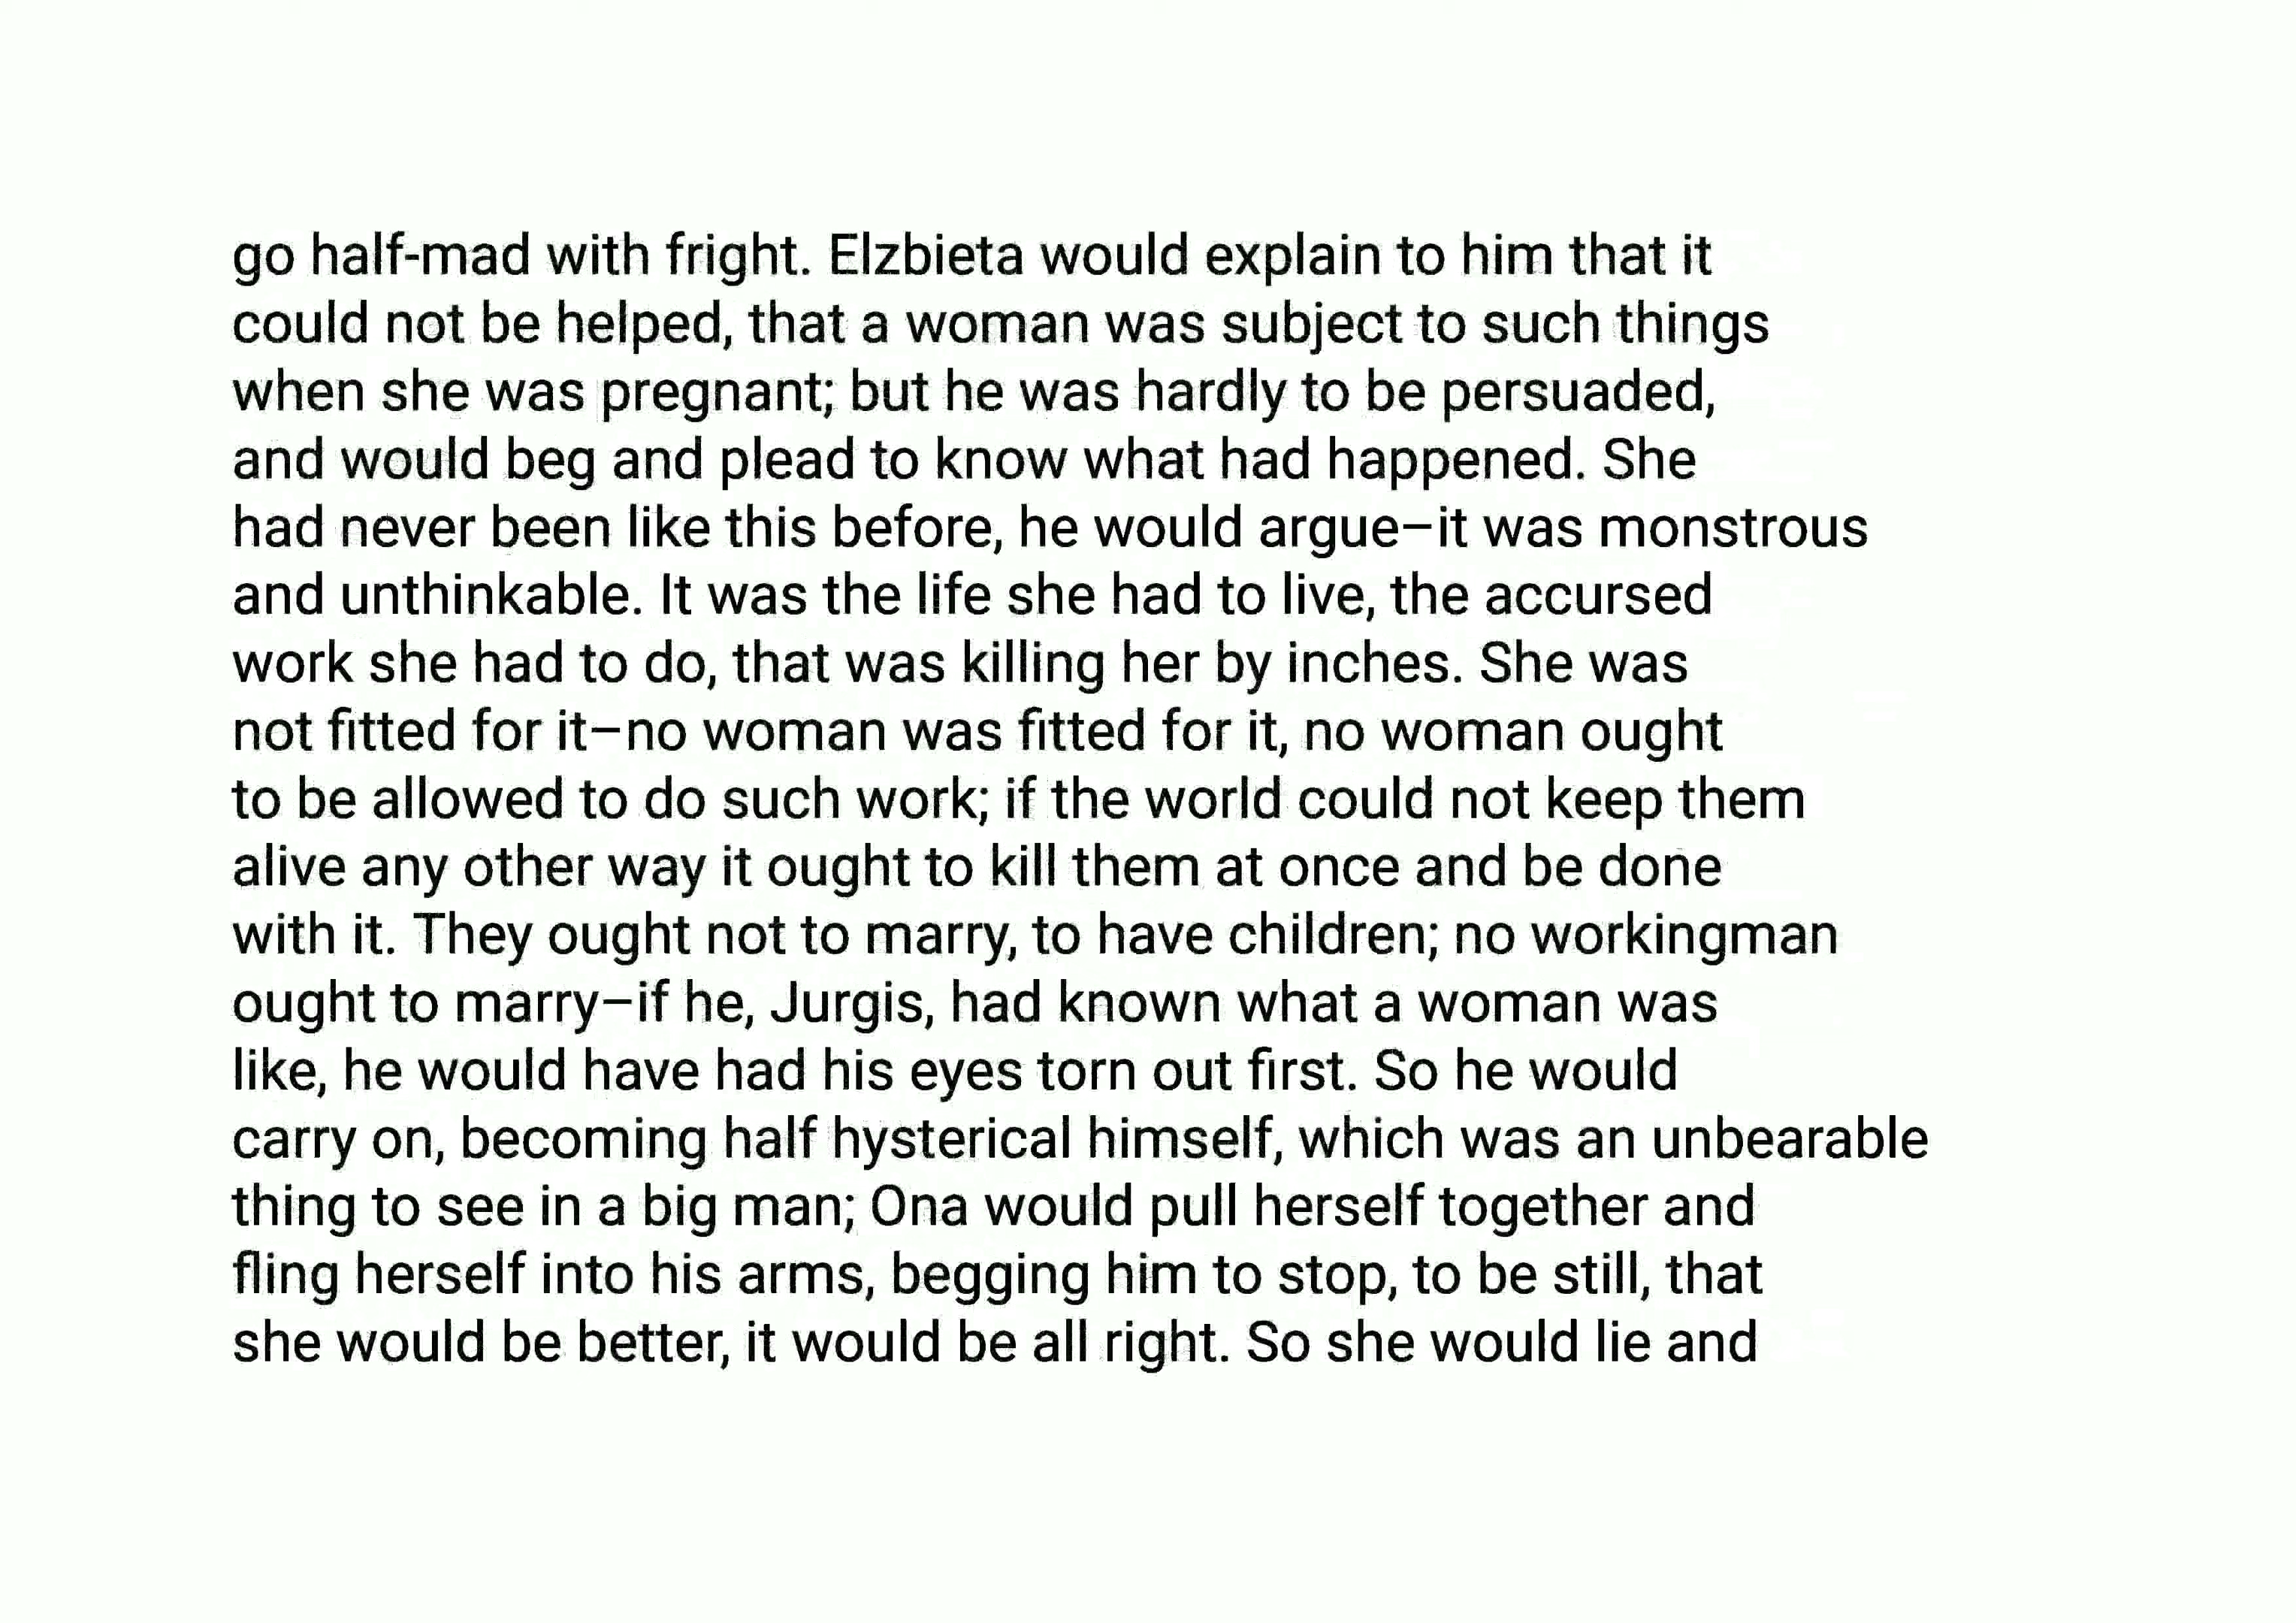 go half-mad with fright. Elzbieta would explain to him that it
could not be helped, that a woman was subject to such things
when she was pregnant; but he was hardly to be persuaded,
and would beg and plead to know what had happened. She
had never been like this before, he would argue—it was monstrous
and unthinkable. It was the life she had to live, the accursed
work she had to do, that was killing her by inches. She was
not fitted for it—no woman was fitted for it, no woman ought
to be allowed to do such work; if the world could not keep them
alive any other way it ought to kill them at once and be done
with it. They ought not to marry, to have children; no workingman
ought to marry—if he, Jurgis, had known what a woman was
like, he would have had his eyes torn out first. So he would
carry on, becoming half hysterical himself, which was an unbearable
thing to see in a big man; Ona would pull herself together and
fling herself into his arms, begging him to stop, to be still, that
she would be better, it would be all right. So she would lie and